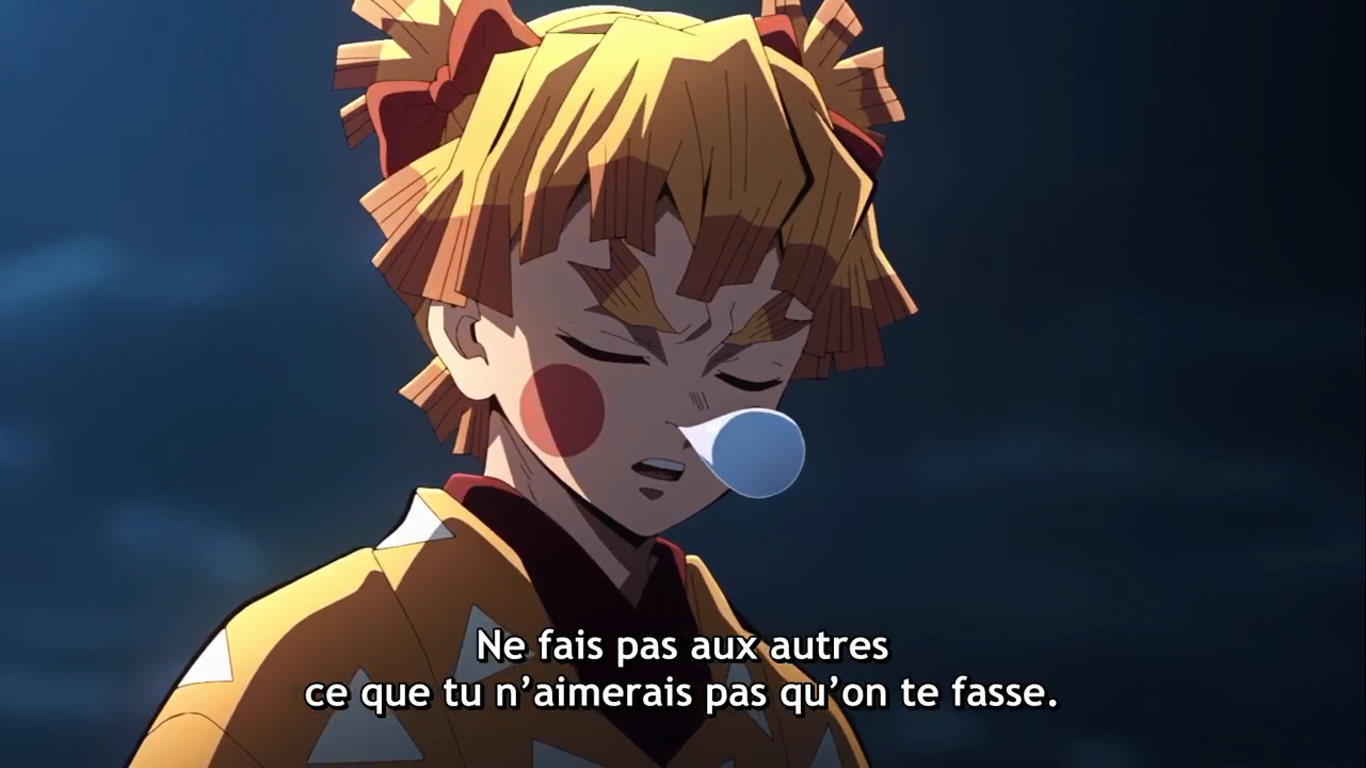 Ne fais pas aux autres
ce que tu n’aimerais pas qu’on te fasse.